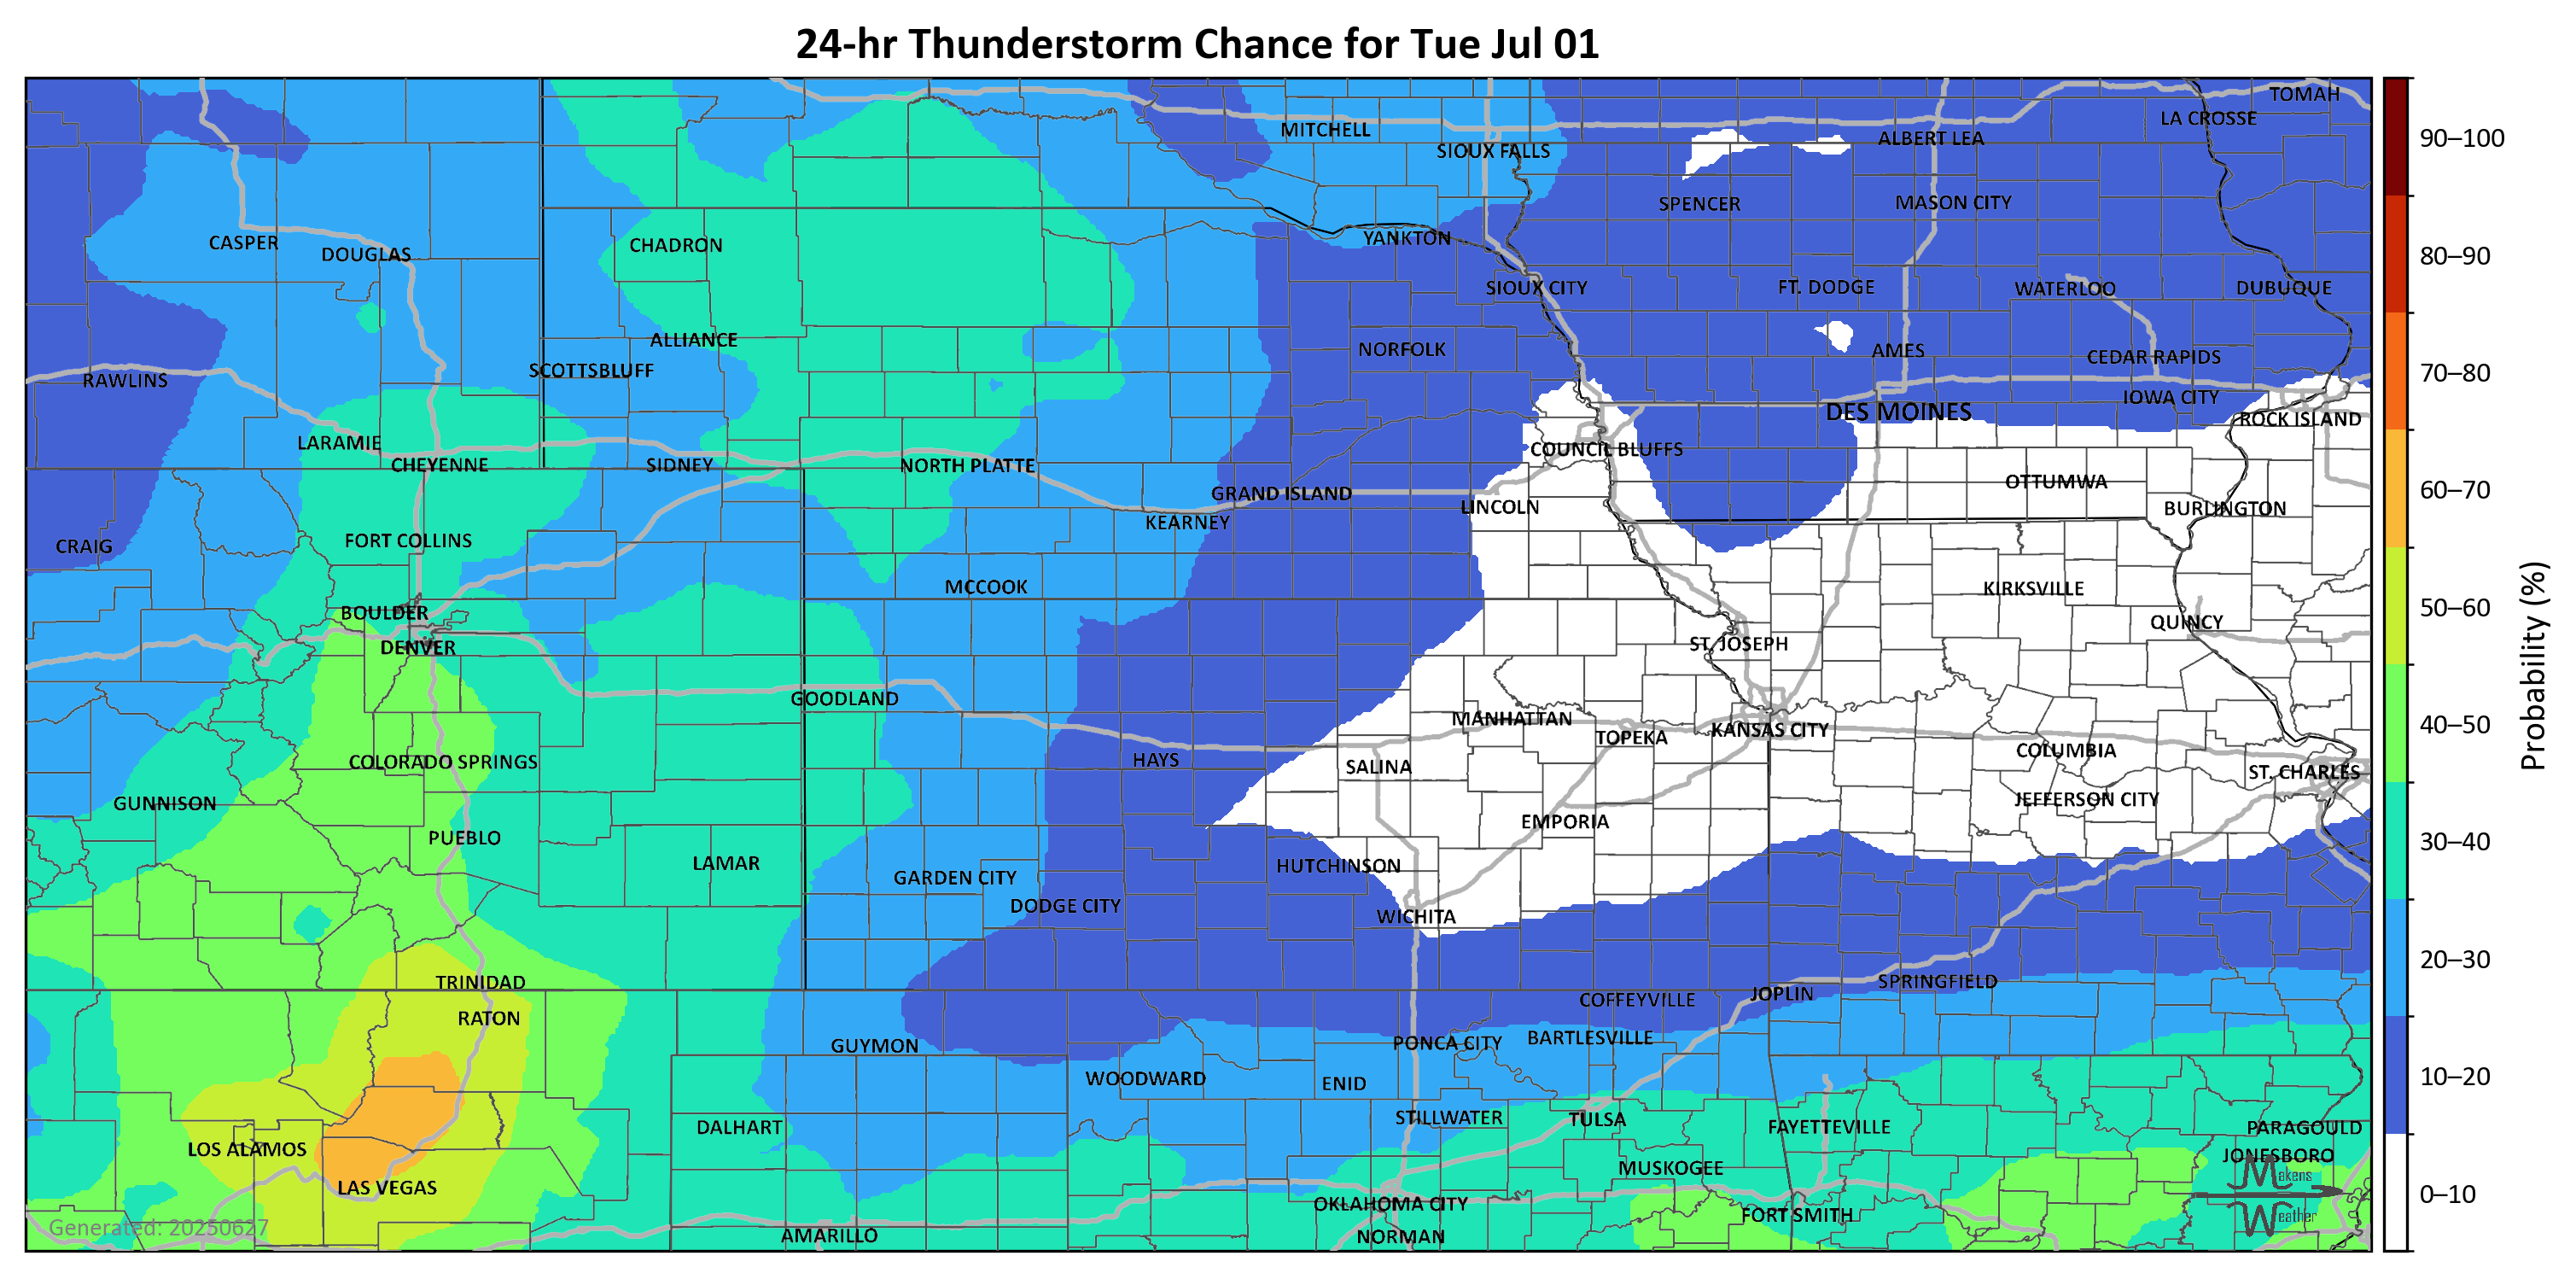 24-hr Thunderstorm Chance for Tue Jul 01
TOMAH
LA CROSSE
MITCHELL
ALBERT LEA
SIOUX FALLS
SPENCER
MASON CITY
CASPER
DOUGLAS
CHADRON
YANKTON
SIOUX CITY
FT. DODGE
WATERLOO
DUBUQUE
ALLIANCE
NORFOLK
AMES
CEDAR RAPIDS
RAWLINS
SCOTTSBLUFF
IOWA CITY
DES MOINES
ROCK ISLAND
LARAMIE
CHEYENNE
SIDNEY
NORTH PLATTE
COUNCIL BLUFFS
OTTUMWA
GRAND ISLAND
LINCOLN
BURLINGTON
KEARNEY
CRAIG
FORT COLLINS
MCCOOK
KIRKSVILLE
BOULDER
QUINCY
DENVER
ST. JOSEPH
GOODLAND
MANHATTAN
TOPEKA
KANSAS CITY
COLORADO SPRINGS
HAYS
SALINA
COLUMBIA
ST. CHARLES
GUNNISON
JEFFERSON CITY
PUEBLO
EMPORIA
LAMAR
GARDEN CITY
HUTCHINSON
DODGE CITY
WICHITA
TRINIDAD
SPRINGFIELD
RATON
COFFEYVILLE
JOPLIN
GUYMON
PONCA CITY
BARTLESVILLE
WOODWARD
ENID
DALHART
STILLWATER
TULSA
FAYETTEVILLE
PARAGOULD
LOS ALAMOS
JONESBORO
MUSKOGEE
LAS VEGAS
OKLAHOMA CITY
FORT SMITH
AMARILLO
NORMAN
Generated: 20250627
Makens
Weather
90–100
80–90
70–80
60–70
50–60
40–50
30–40
20–30
10–20
0–10
Probability (%)